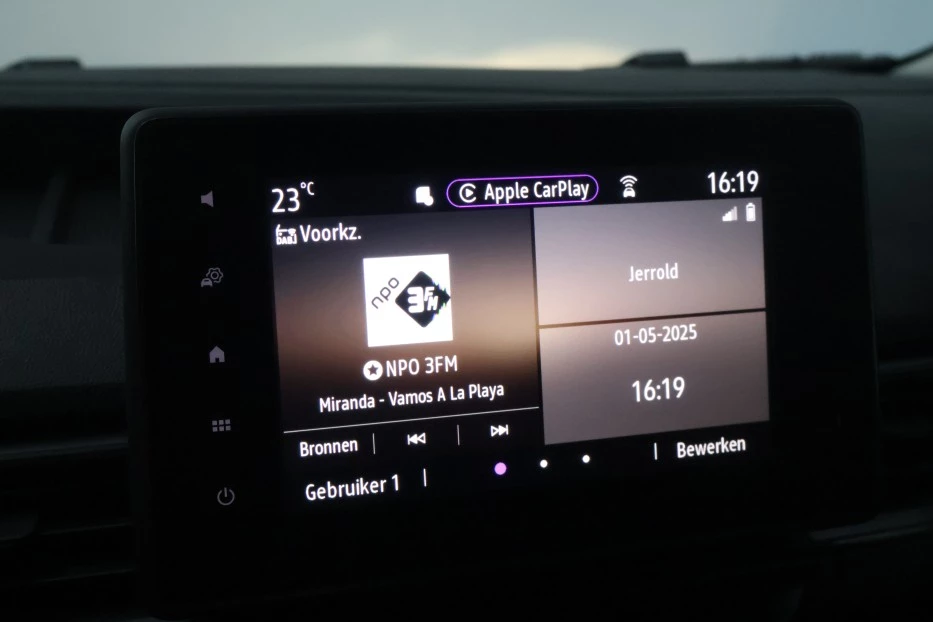 23°C
Apple CarPlay
16:19
DAB
Voorkz.
npo 3FM
NPO 3FM
Miranda - Vamos A La Playa
Jerrold
01-05-2025
16:19
Bronnen
Bewerken
Gebruiker 1